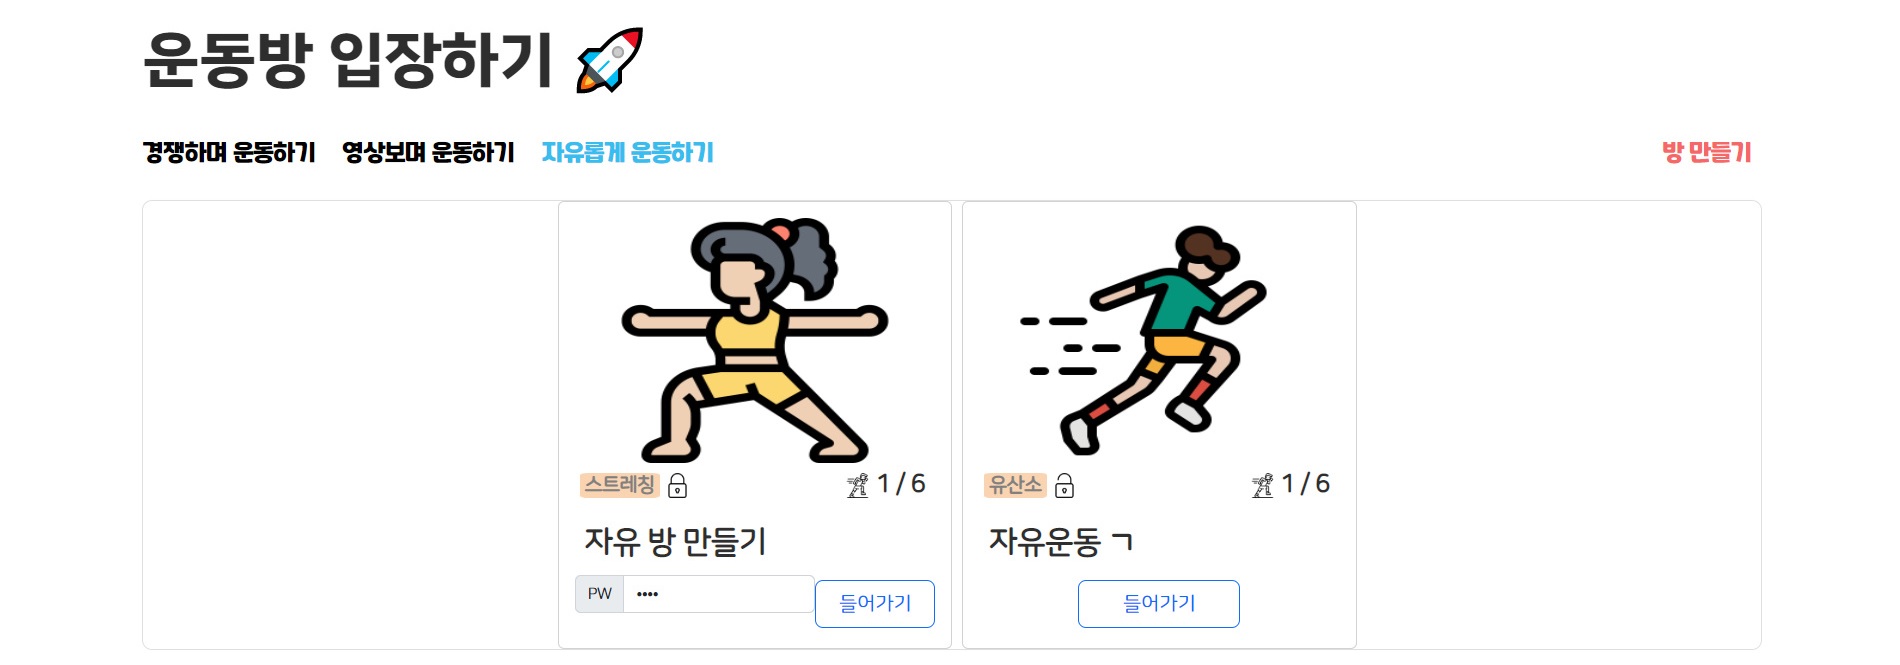 운동방 입장하기 🚀
경쟁하며 운동하기 영상보며 운동하기 자유롭게 운동하기 방 만들기
스트레칭 1 / 6
자유 방 만들기
PW •••• 들어가기
유산소 1 / 6
자유운동 ㄱ
들어가기